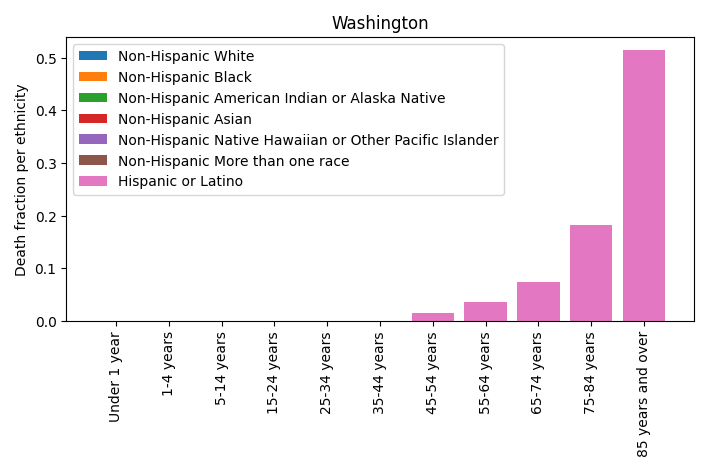 Washington
Death fraction per ethnicity
0.5
0.4
0.3
0.2
0.1
0.0
Non-Hispanic White
Non-Hispanic Black
Non-Hispanic American Indian or Alaska Native
Non-Hispanic Asian
Non-Hispanic Native Hawaiian or Other Pacific Islander
Non-Hispanic More than one race
Hispanic or Latino
Under 1 year
1-4 years
5-14 years
15-24 years
25-34 years
35-44 years
45-54 years
55-64 years
65-74 years
75-84 years
85 years and over